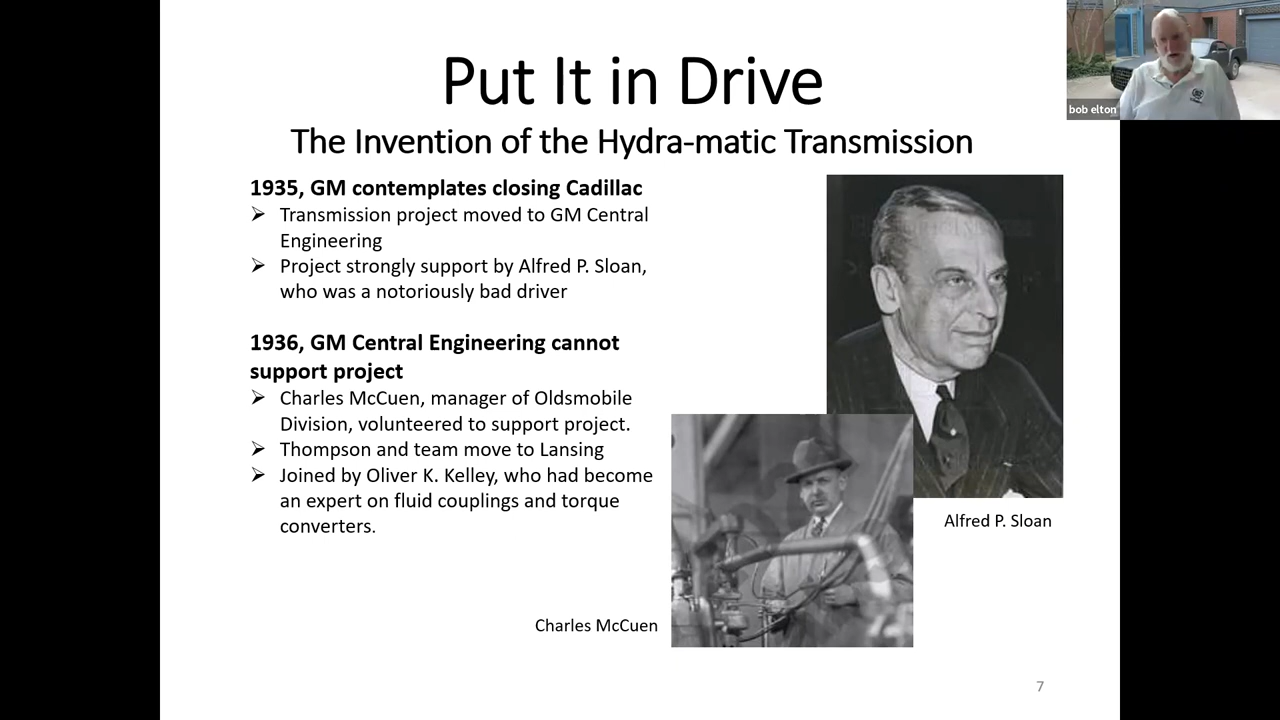 Put It in Drive
The Invention of the Hydra-matic Transmission
1935, GM contemplates closing Cadillac
➢ Transmission project moved to GM Central
Engineering
➢ Project strongly support by Alfred P. Sloan,
who was a notoriously bad driver
1936, GM Central Engineering cannot
support project
➢ Charles McCuen, manager of Oldsmobile
Division, volunteered to support project.
➢ Thompson and team move to Lansing
➢ Joined by Oliver K. Kelley, who had become
an expert on fluid couplings and torque
converters.
Alfred P. Sloan
Charles McCuen
7
bob elton